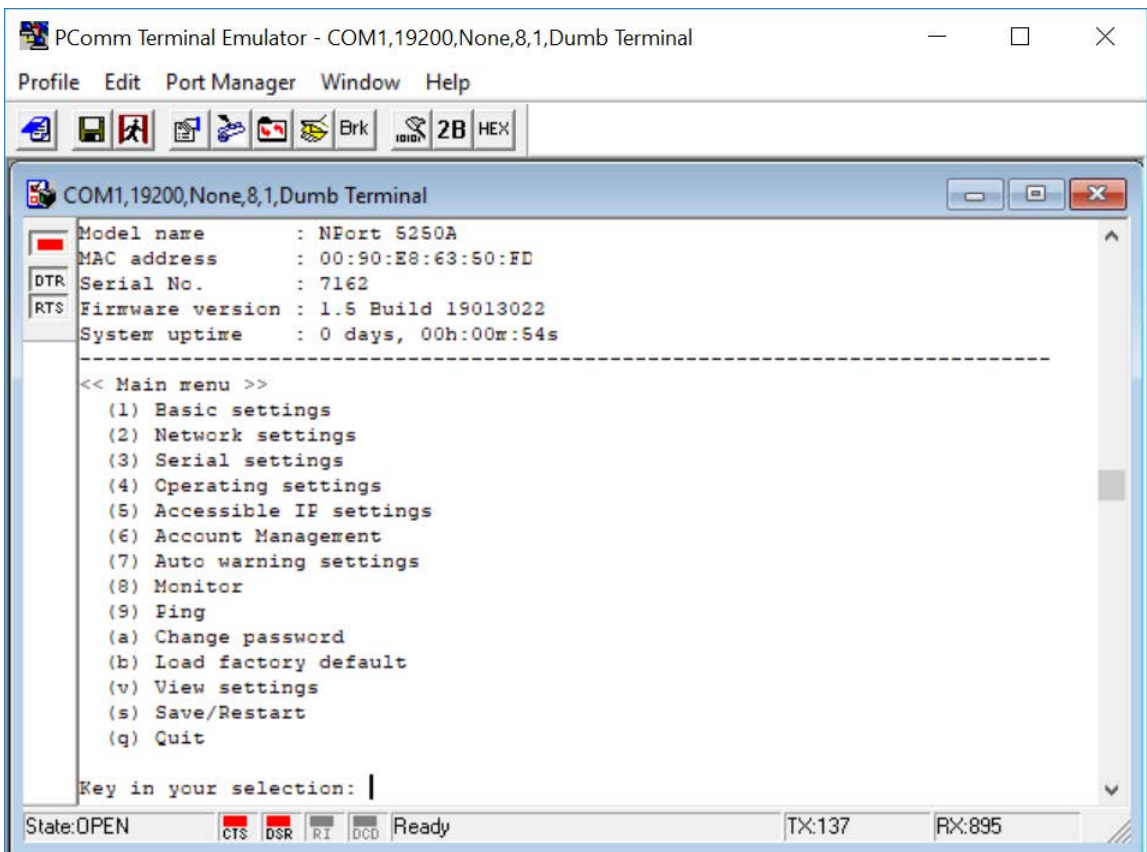 PComm Terminal Emulator - COM1,19200,None,8,1,Dumb Terminal
Profile Edit Port Manager Window Help
Brk 2B HEX
COM1,19200,None,8,1,Dumb Terminal
DTR
RTS
Model name : NPort 5250A
MAC address : 00:90:E8:63:50:FD
Serial No. : 7162
Firmware version : 1.5 Build 19013022
System uptime : 0 days, 00h:00m:54s
--------------------------------------------------------------------------------
<< Main menu >>
(1) Basic settings
(2) Network settings
(3) Serial settings
(4) Operating settings
(5) Accessible IP settings
(6) Account Management
(7) Auto warning settings
(8) Monitor
(9) Ping
(a) Change password
(b) Load factory default
(v) View settings
(s) Save/Restart
(q) Quit
Key in your selection:
State:OPEN CTS DSR RI DCD Ready TX:137 RX:895